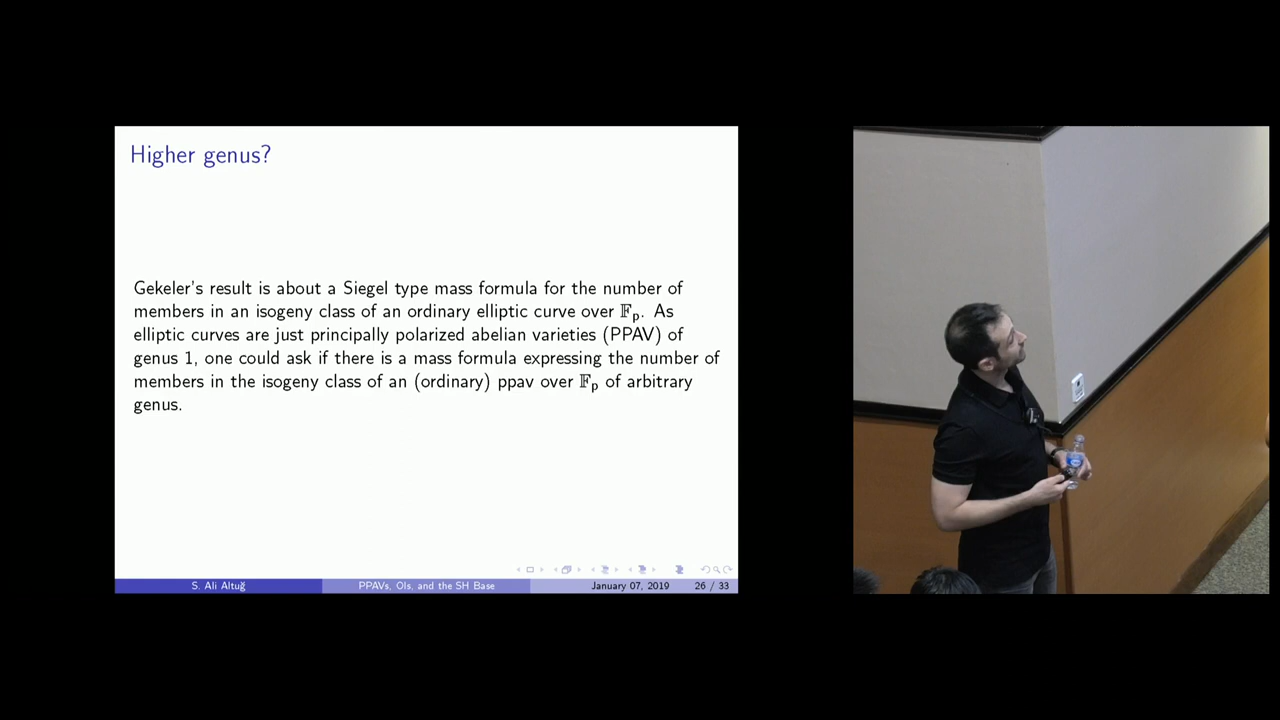 Higher genus?
Gekeler's result is about a Siegel type mass formula for the number of
members in an isogeny class of an ordinary elliptic curve over 𝔽ₚ. As
elliptic curves are just principally polarized abelian varieties (PPAV) of
genus 1, one could ask if there is a mass formula expressing the number of
members in the isogeny class of an (ordinary) ppav over 𝔽ₚ of arbitrary
genus.
S. Ali Altuğ PPAVs, OIs, and the SH Base January 07, 2019 26 / 33